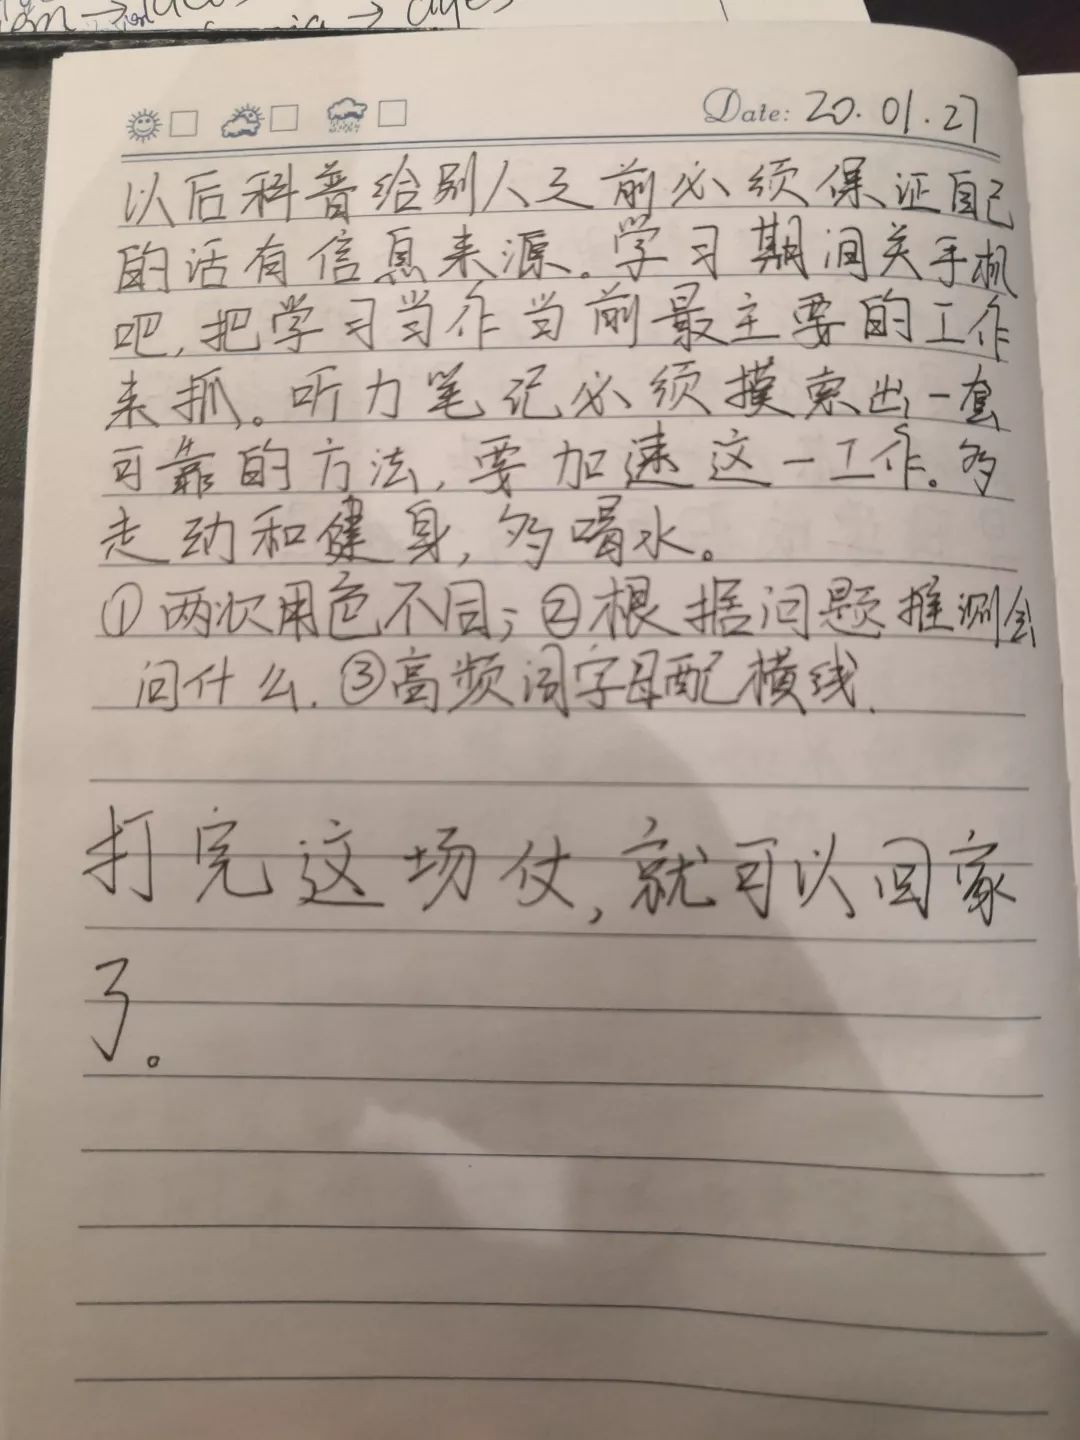 Date: 20.01.27
以后科普给别人之前必须保证自己
的话有信息来源。学习期间关手机
吧,把学习当作当前最主要的工作
来抓。听力笔记必须摸索出一套
可靠的方法,要加速这一工作。多
走动和健身,多喝水。
①两次用色不同;②根据问题推测会
问什么.③高频词字母配横线.
打完这场仗,就可以回家
了。